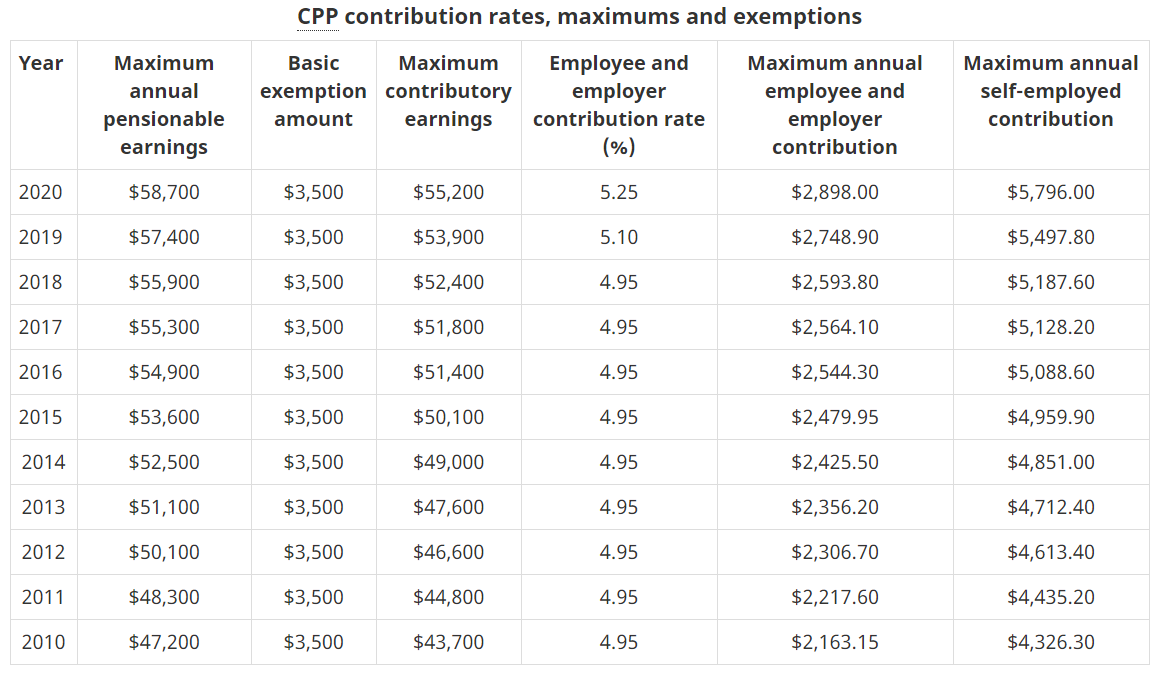 CPP contribution rates, maximums and exemptions
Year Maximum annual pensionable earnings Basic exemption amount Maximum contributory earnings Employee and employer contribution rate (%) Maximum annual employee and employer contribution Maximum annual self-employed contribution
2020 $58,700 $3,500 $55,200 5.25 $2,898.00 $5,796.00
2019 $57,400 $3,500 $53,900 5.10 $2,748.90 $5,497.80
2018 $55,900 $3,500 $52,400 4.95 $2,593.80 $5,187.60
2017 $55,300 $3,500 $51,800 4.95 $2,564.10 $5,128.20
2016 $54,900 $3,500 $51,400 4.95 $2,544.30 $5,088.60
2015 $53,600 $3,500 $50,100 4.95 $2,479.95 $4,959.90
2014 $52,500 $3,500 $49,000 4.95 $2,425.50 $4,851.00
2013 $51,100 $3,500 $47,600 4.95 $2,356.20 $4,712.40
2012 $50,100 $3,500 $46,600 4.95 $2,306.70 $4,613.40
2011 $48,300 $3,500 $44,800 4.95 $2,217.60 $4,435.20
2010 $47,200 $3,500 $43,700 4.95 $2,163.15 $4,326.30